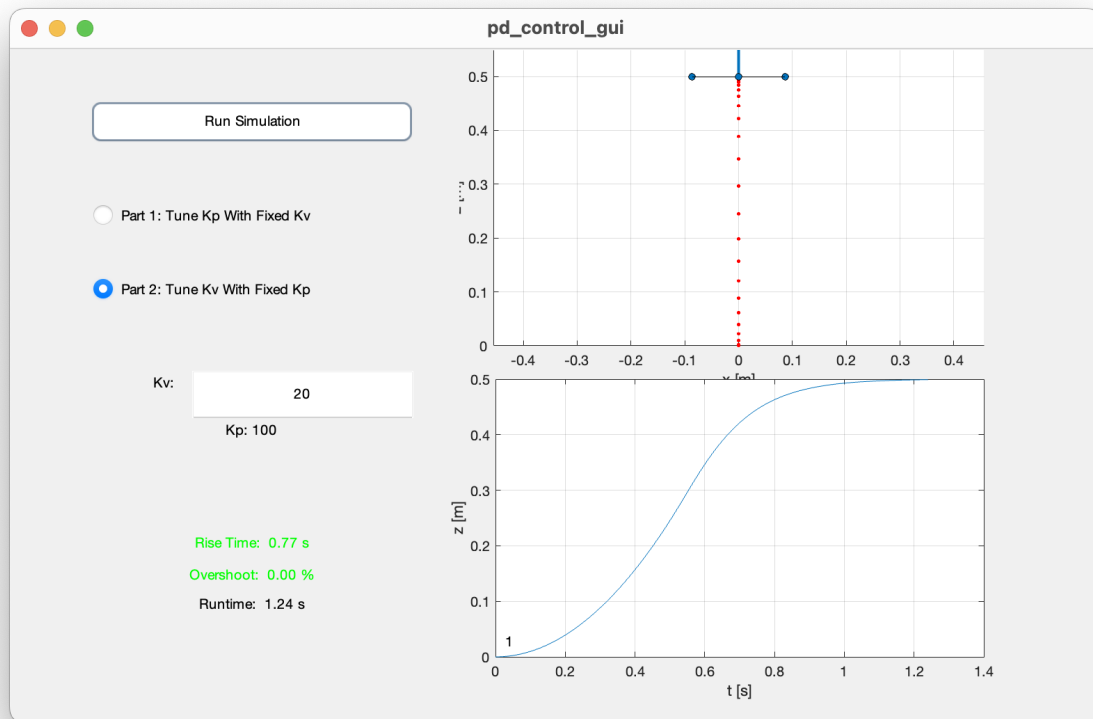 pd_control_gui
Run Simulation
Part 1: Tune Kp With Fixed Kv
Part 2: Tune Kv With Fixed Kp
Kv:
20
Kp: 100
Rise Time: 0.77 s
Overshoot: 0.00 %
Runtime: 1.24 s
0.5
0.4
0.3
0.2
0.1
0
-0.4 -0.3 -0.2 -0.1 0 0.1 0.2 0.3 0.4
x [m]
0.5
0.4
0.3
0.2
0.1
0
z [m]
1
0 0.2 0.4 0.6 0.8 1 1.2 1.4
t [s]